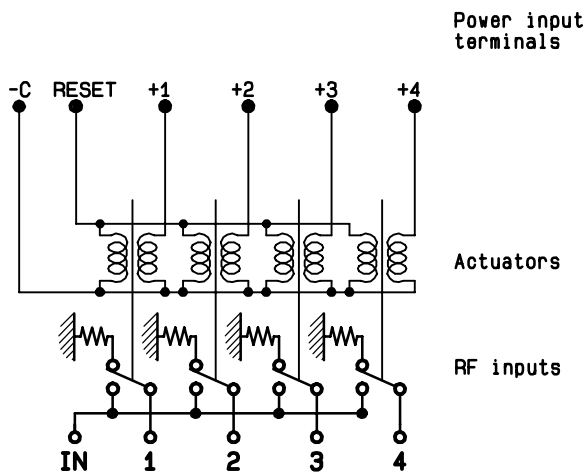 Power input
terminals
-C RESET +1 +2 +3 +4
Actuators
RF inputs
IN 1 2 3 4